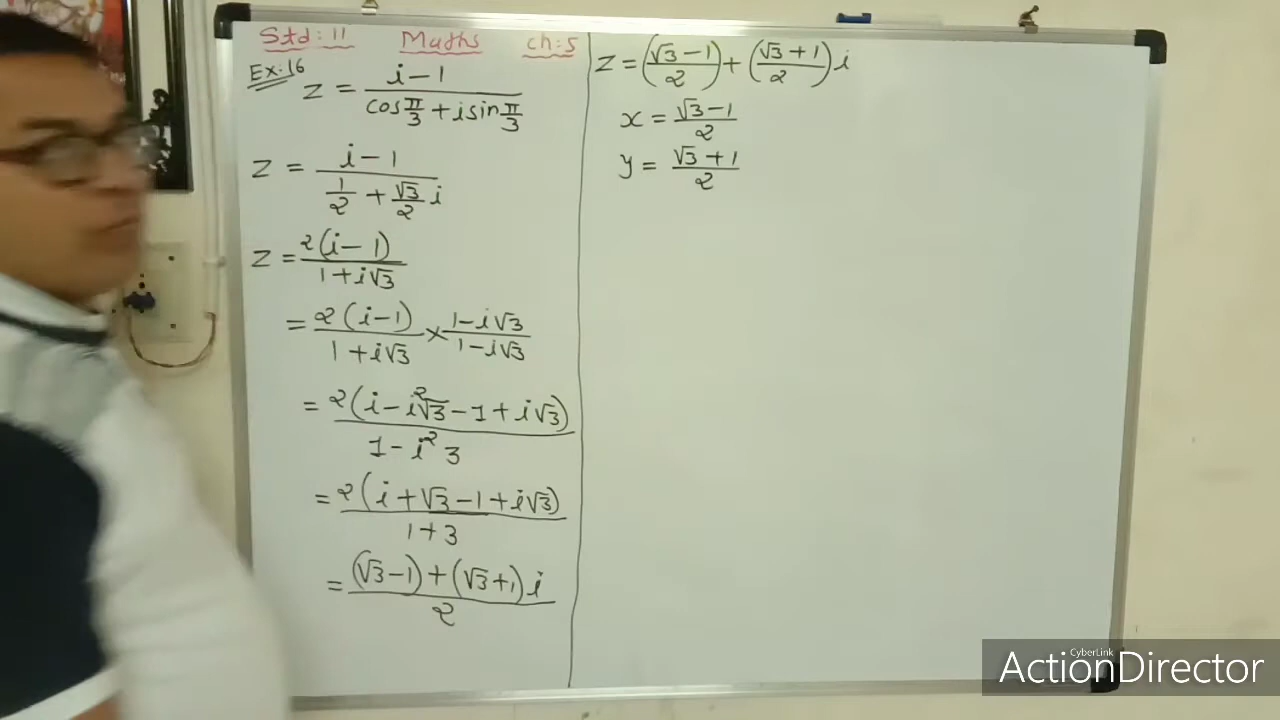 Std: 11 Maths ch: 5
Ex: 16 z = (i - 1) / (cos π/3 + i sin π/3)
z = (i - 1) / (1/2 + √3/2 i)
z = 2(i - 1) / (1 + i√3)
= 2(i - 1) / (1 + i√3) × (1 - i√3) / (1 - i√3)
= 2(i - i²√3 - 1 + i√3) / (1 - i² 3)
= 2(i + √3 - 1 + i√3) / (1 + 3)
= ((√3 - 1) + (√3 + 1) i) / 2
z = ((√3 - 1) / 2) + ((√3 + 1) / 2) i
x = (√3 - 1) / 2
y = (√3 + 1) / 2
CyberLink
ActionDirector